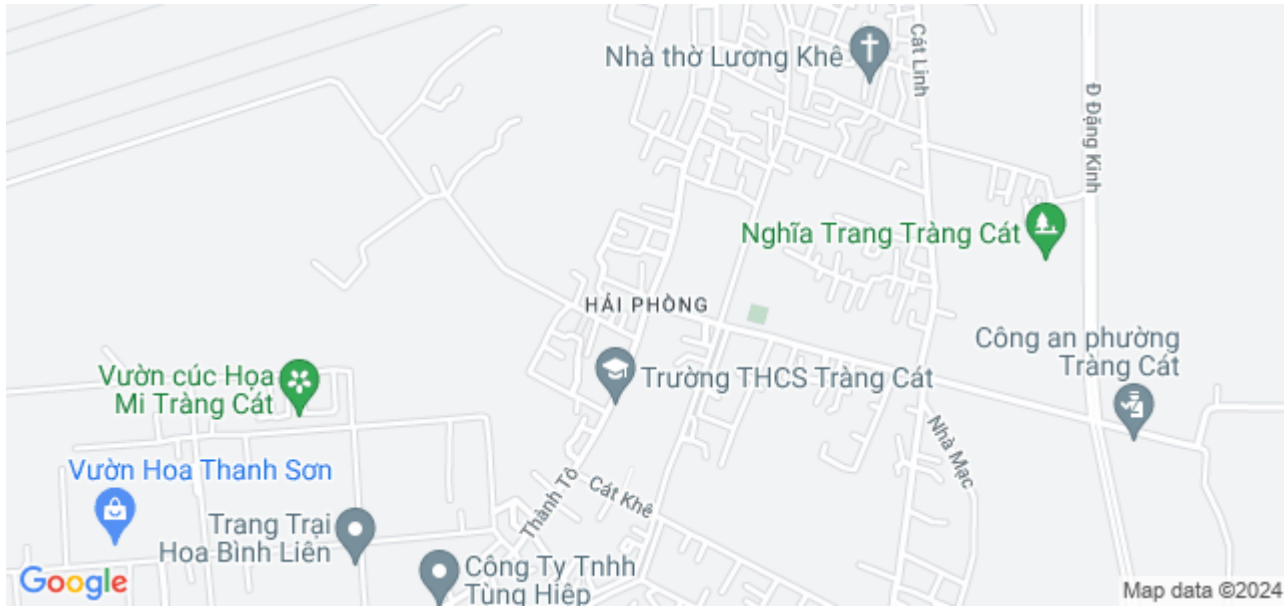 Nhà thờ Lương Khê
Cát Linh
Đ Đặng Kinh
Nghĩa Trang Tràng Cát
HẢI PHÒNG
Công an phường
Tràng Cát
Vườn cúc Họa
Mi Tràng Cát
Trường THCS Tràng Cát
Nhà Mạc
Vườn Hoa Thanh Sơn
Thành Tô
Cát Khê
Trang Trại
Hoa Bình Liên
Công Ty Tnhh
Tùng Hiệp
Google
Map data ©2024